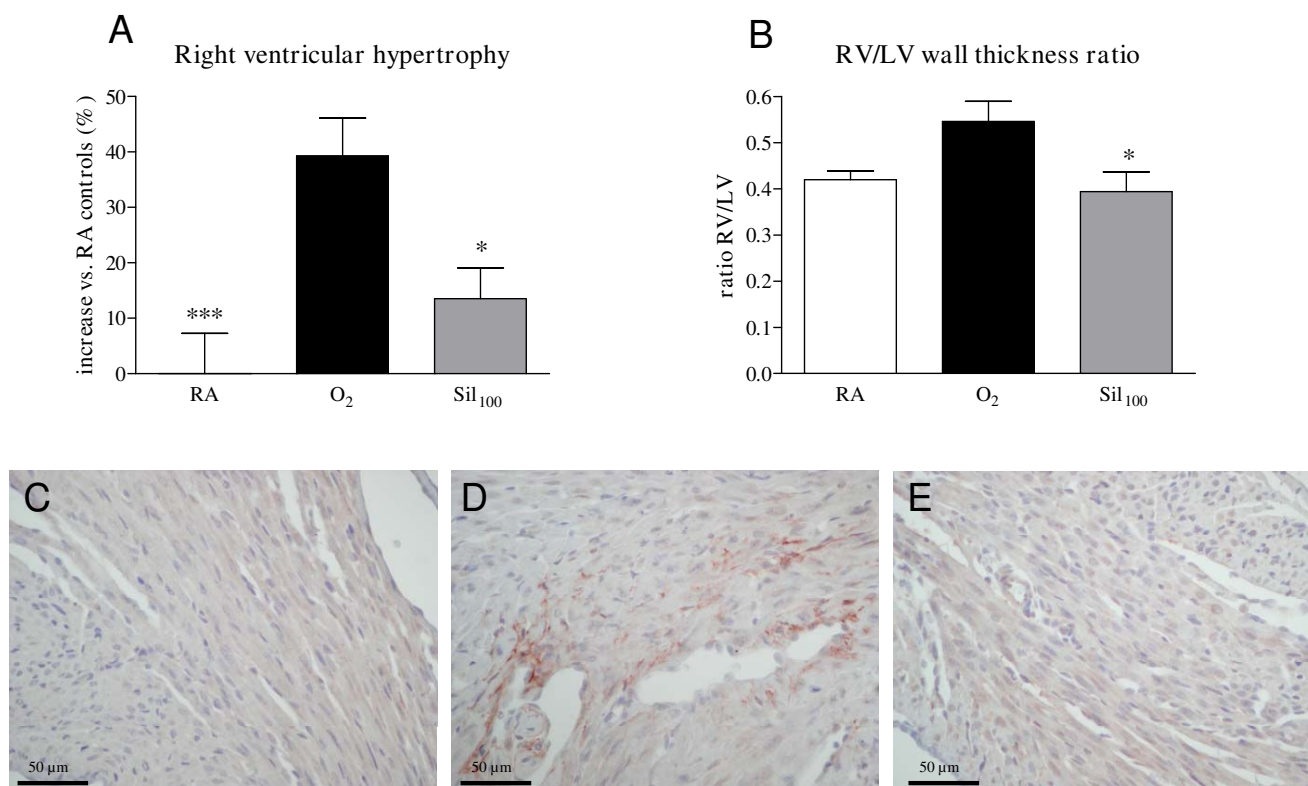 A
Right ventricular hypertrophy
increase vs. RA controls (%)
50
40
30
20
10
0
***
*
RA
O₂
Sil₁₀₀
B
RV/LV wall thickness ratio
ratio RV/LV
0.6
0.5
0.4
0.3
0.2
0.1
0.0
*
RA
O₂
Sil₁₀₀
C
50 µm
D
50 µm
E
50 µm